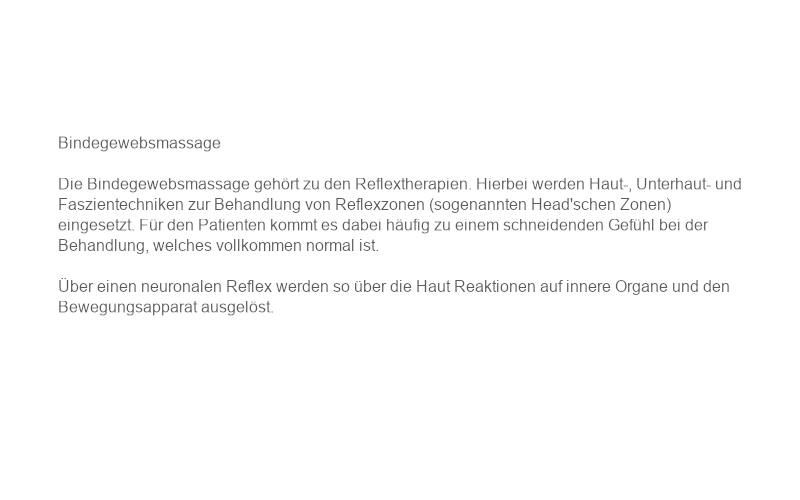 Bindegewebsmassage
Die Bindegewebsmassage gehört zu den Reflextherapien. Hierbei werden Haut-, Unterhaut- und
Faszientechniken zur Behandlung von Reflexzonen (sogenannten Head'schen Zonen)
eingesetzt. Für den Patienten kommt es dabei häufig zu einem schneidenden Gefühl bei der
Behandlung, welches vollkommen normal ist.
Über einen neuronalen Reflex werden so über die Haut Reaktionen auf innere Organe und den
Bewegungsapparat ausgelöst.